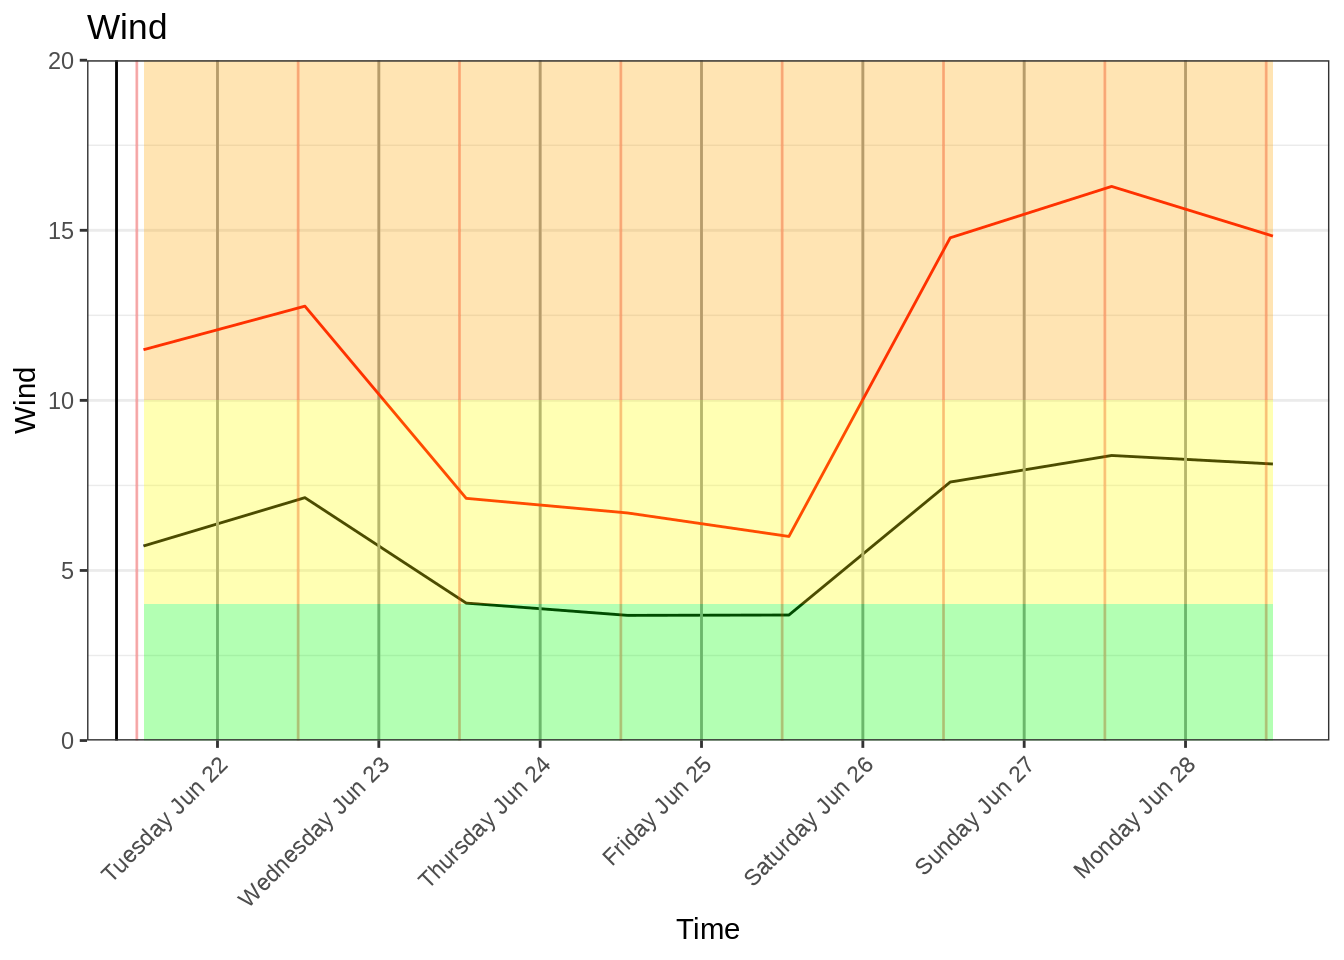 Wind
20
15
10
5
0
Wind
Tuesday Jun 22
Wednesday Jun 23
Thursday Jun 24
Friday Jun 25
Saturday Jun 26
Sunday Jun 27
Monday Jun 28
Time